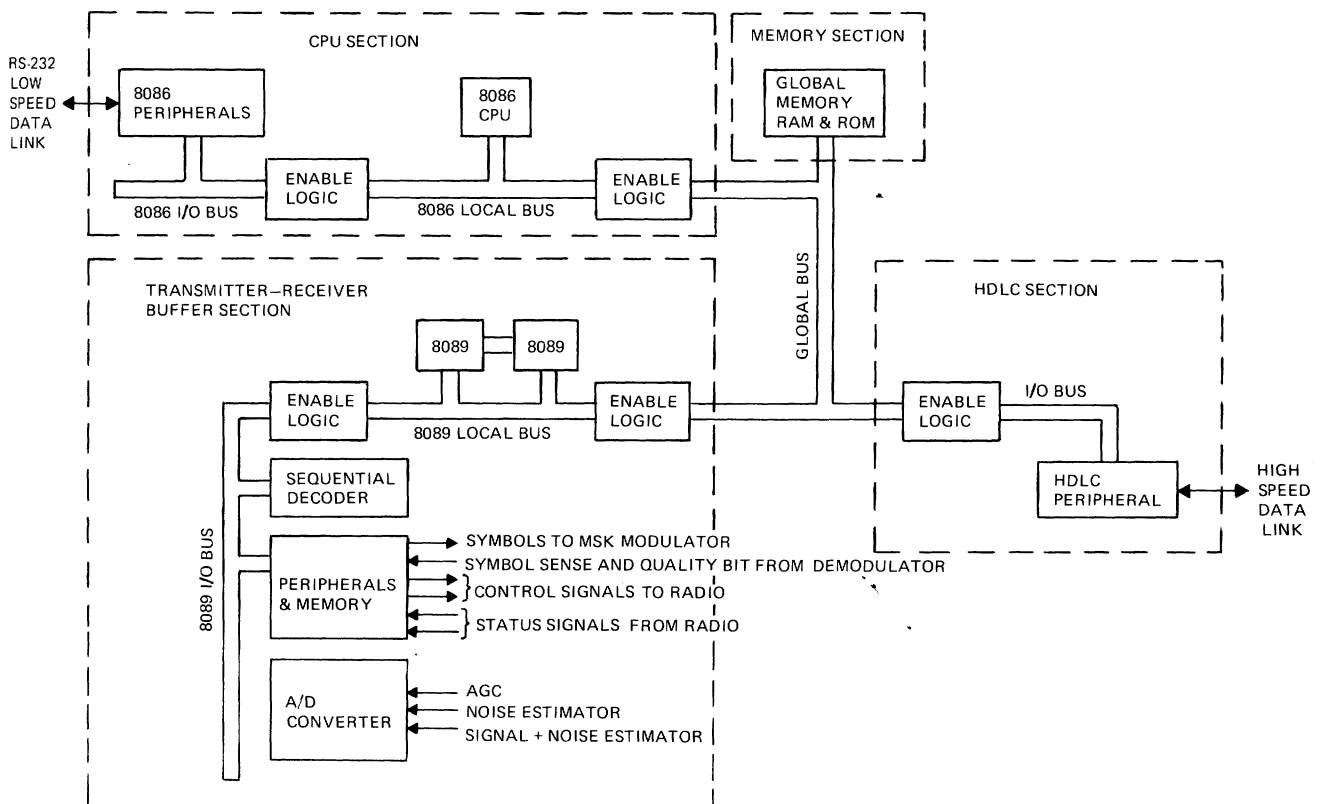 CPU SECTION
RS-232
LOW
SPEED
DATA
LINK
8086
PERIPHERALS
8086
CPU
ENABLE
LOGIC
ENABLE
LOGIC
8086 I/O BUS
8086 LOCAL BUS
MEMORY SECTION
GLOBAL
MEMORY
RAM & ROM
GLOBAL BUS
TRANSMITTER–RECEIVER
BUFFER SECTION
8089
8089
ENABLE
LOGIC
ENABLE
LOGIC
8089 LOCAL BUS
SEQUENTIAL
DECODER
8089 I/O BUS
PERIPHERALS
& MEMORY
SYMBOLS TO MSK MODULATOR
SYMBOL SENSE AND QUALITY BIT FROM DEMODULATOR
CONTROL SIGNALS TO RADIO
STATUS SIGNALS FROM RADIO
A/D
CONVERTER
AGC
NOISE ESTIMATOR
SIGNAL + NOISE ESTIMATOR
HDLC SECTION
ENABLE
LOGIC
I/O BUS
HDLC
PERIPHERAL
HIGH
SPEED
DATA
LINK